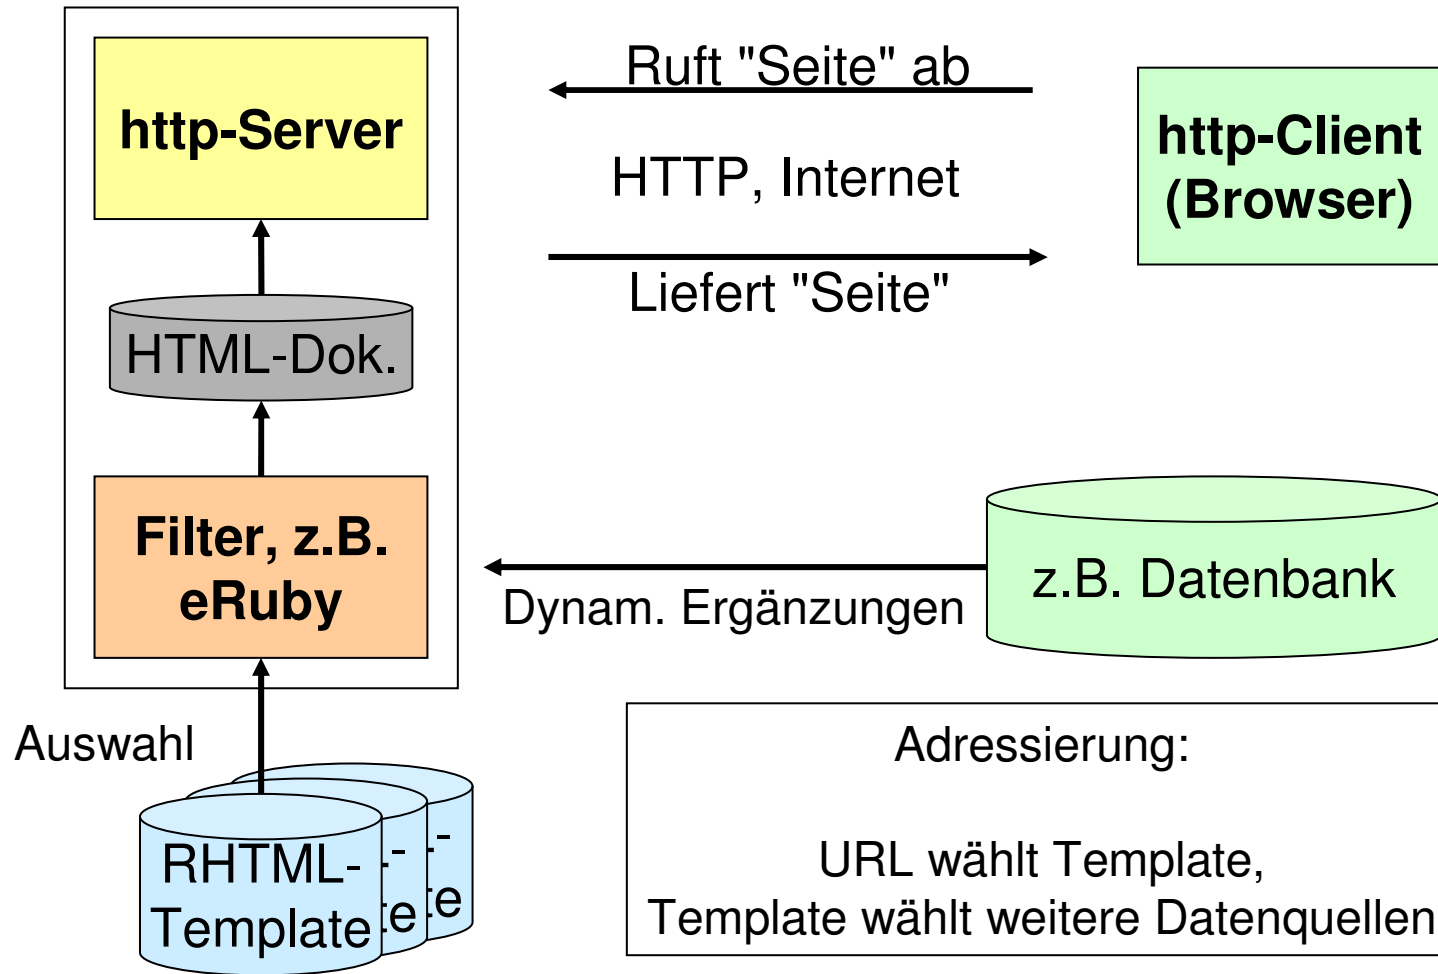 http-Server
Ruft "Seite" ab
HTTP, Internet
Liefert "Seite"
http-Client
(Browser)
HTML-Dok.
Filter, z.B.
eRuby
Dynam. Ergänzungen
z.B. Datenbank
Auswahl
RHTML-
Template
Adressierung:
URL wählt Template,
Template wählt weitere Datenquellen